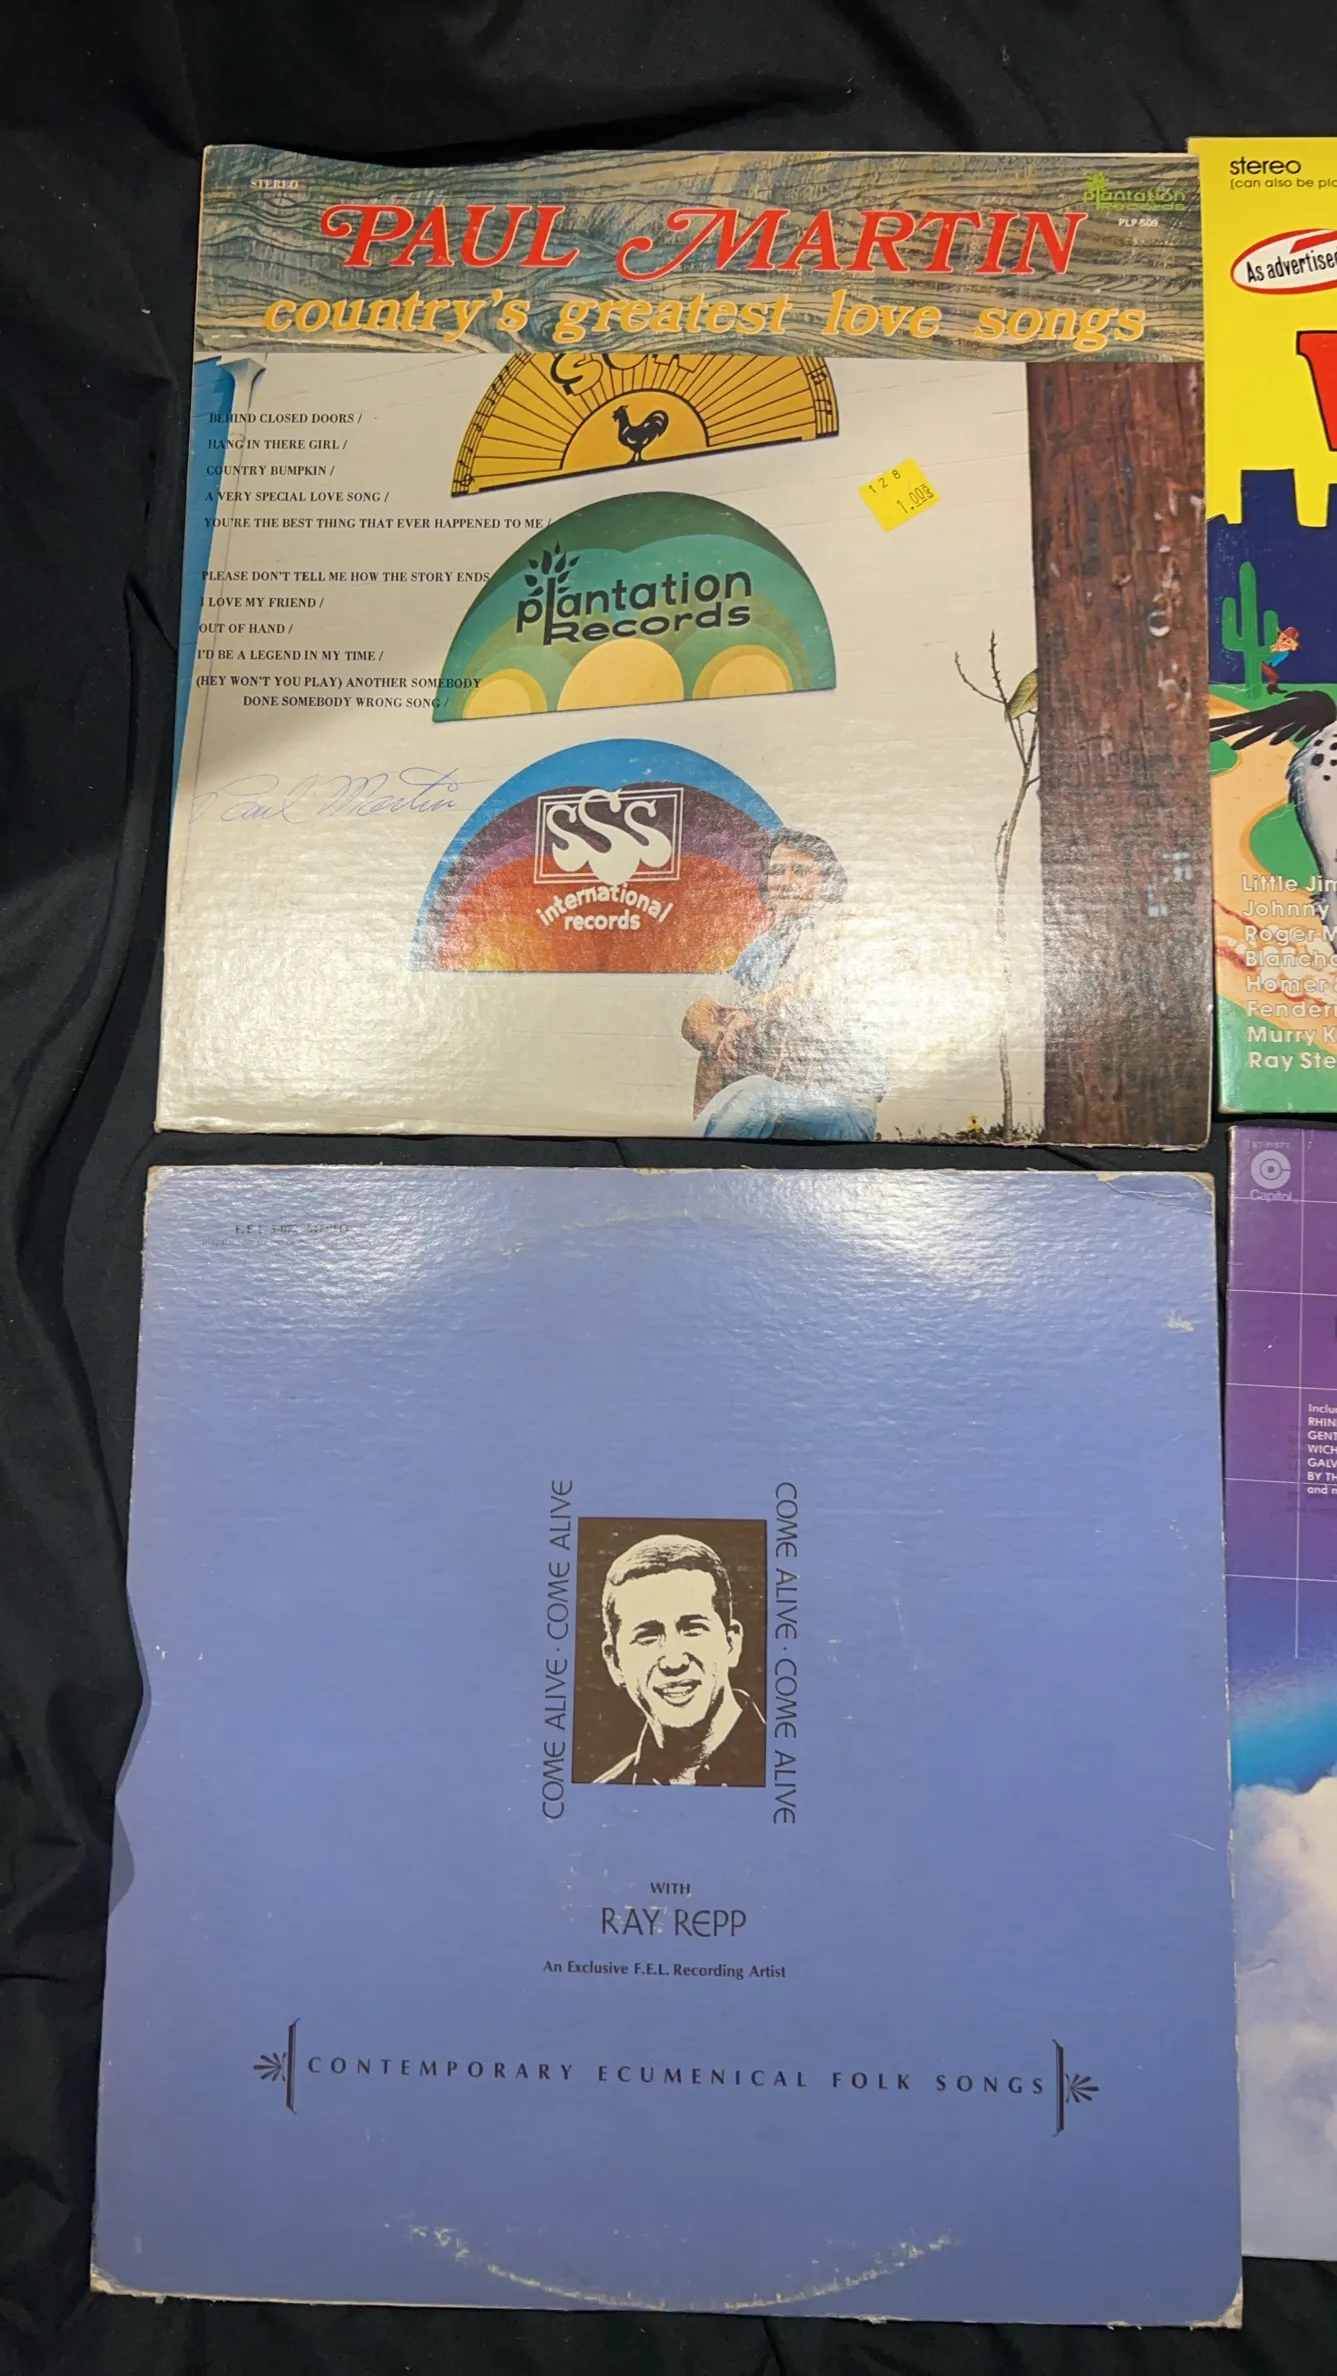 STEREO
plantation
Records
PLP-509
PAUL MARTIN
country's greatest love songs
SUN
BEHIND CLOSED DOORS /
HANG IN THERE GIRL /
COUNTRY BUMPKIN /
A VERY SPECIAL LOVE SONG /
YOU'RE THE BEST THING THAT EVER HAPPENED TO ME /
PLEASE DON'T TELL ME HOW THE STORY ENDS
I LOVE MY FRIEND /
OUT OF HAND /
I'D BE A LEGEND IN MY TIME /
(HEY WON'T YOU PLAY) ANOTHER SOMEBODY
DONE SOMEBODY WRONG SONG /
128
1.00
plantation
Records
Paul Martin
SSS
international
records
stereo
(can also be
As advertised
Little
Johnny
Roger
Homer
Murry
Ray
COME ALIVE · COME ALIVE
COME ALIVE · COME ALIVE
WITH
RAY REPP
An Exclusive F.E.L. Recording Artist
CONTEMPORARY ECUMENICAL FOLK SONGS
Capitol
and